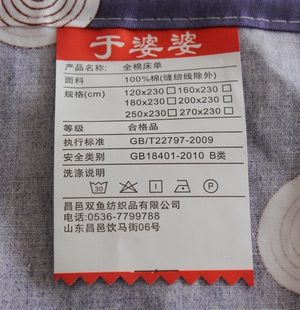 于婆婆
产品名称: 全棉床单
面料 100%棉(缝纫线除外)
规格(cm) 120x230□ 160x230□
180x230□ 200x230□
250x230□ 270x230□
等级 合格品
执行标准 GB/T22797-2009
安全类别 GB18401-2010 B类
洗涤说明
30
昌邑双鱼纺织品有限公司
电话: 0536-7799788
山东昌邑饮马街06号